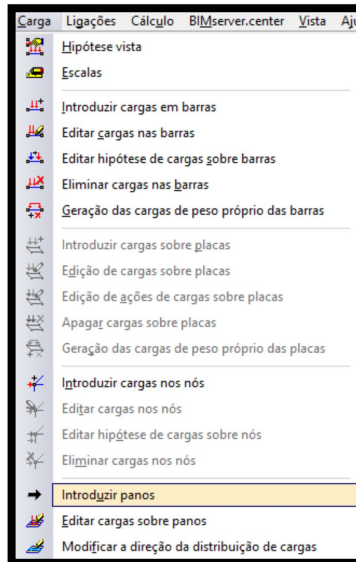 Carga Ligações Cálculo BIMserver.center Vista Aju
Hipótese vista
Escalas
Introduzir cargas em barras
Editar cargas nas barras
Editar hipótese de cargas sobre barras
Eliminar cargas nas barras
Geração das cargas de peso próprio das barras
Introduzir cargas sobre placas
Edição de cargas sobre placas
Edição de ações de cargas sobre placas
Apagar cargas sobre placas
Geração das cargas de peso próprio das placas
Introduzir cargas nos nós
Editar cargas nos nós
Editar hipótese de cargas sobre nós
Eliminar cargas nos nós
Introduzir panos
Editar cargas sobre panos
Modificar a direção da distribuição de cargas